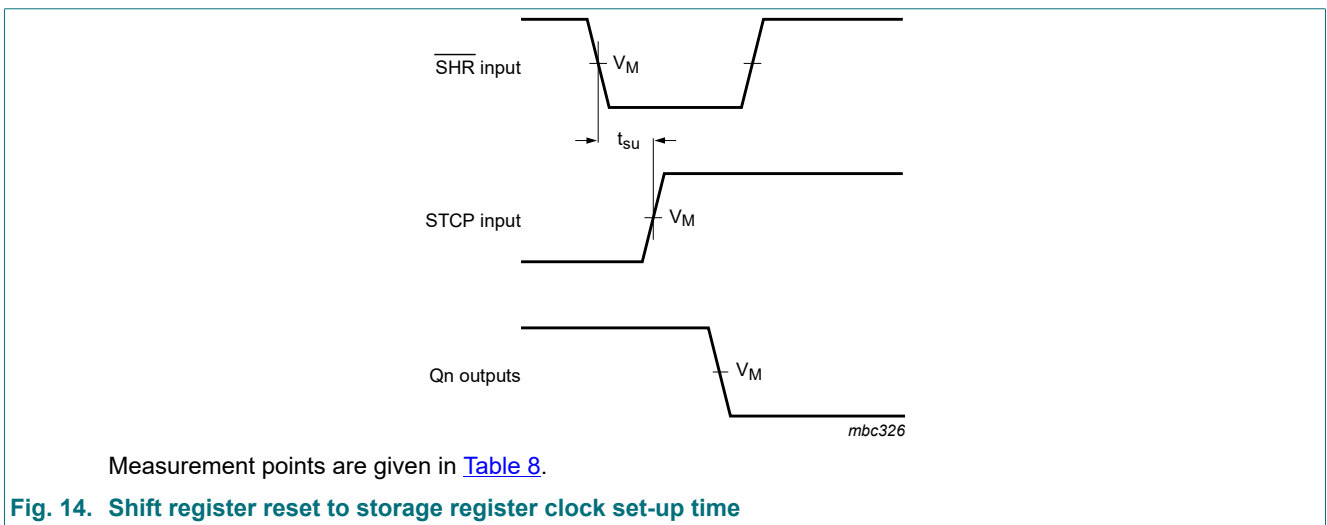 SHR input
VM
tsu
STCP input
VM
Qn outputs
VM
mbc326
Measurement points are given in Table 8.
Fig. 14. Shift register reset to storage register clock set-up time